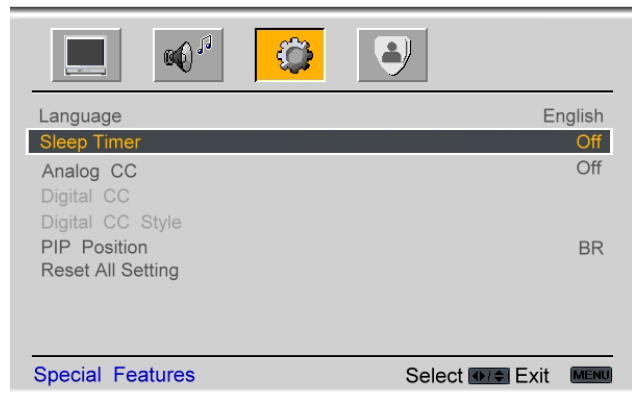 Language English
Sleep Timer Off
Analog CC Off
Digital CC
Digital CC Style
PIP Position BR
Reset All Setting
Special Features Select Exit MENU